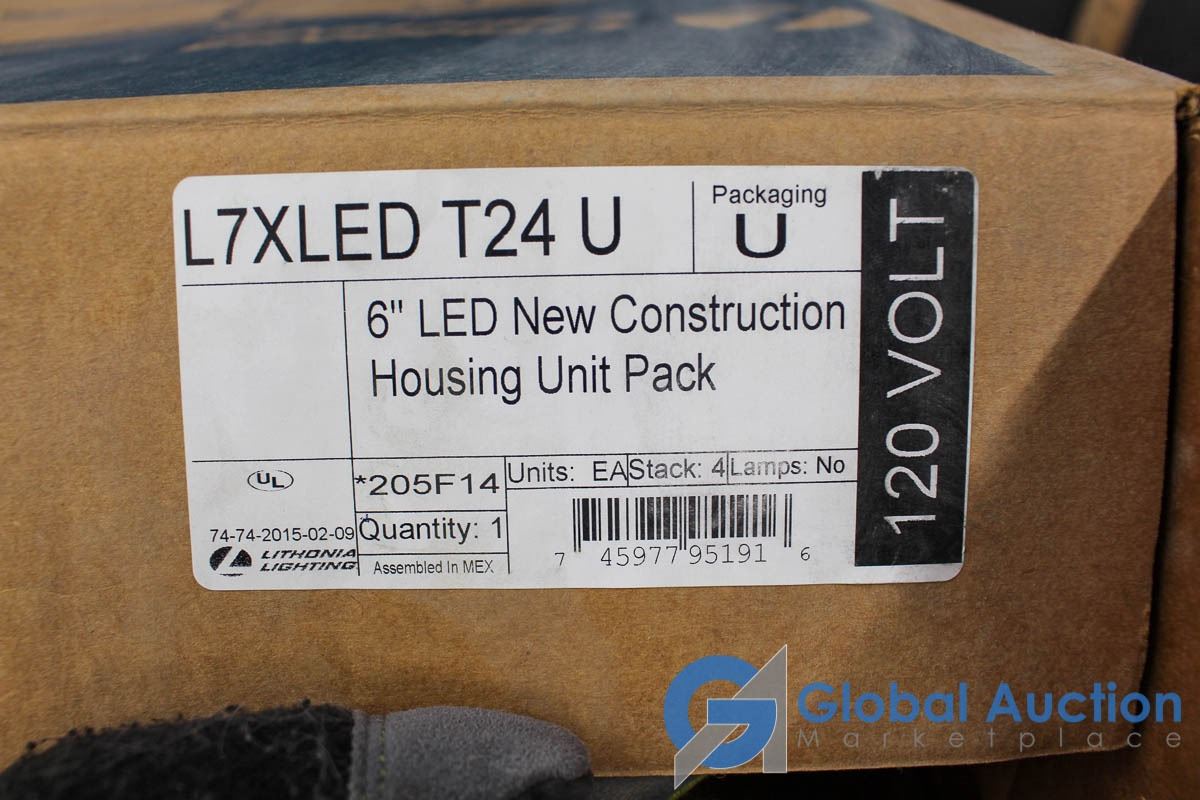 L7XLED T24 U
Packaging
U
120 VOLT
6" LED New Construction
Housing Unit Pack
UL
*205F14
Units: EA
Stack: 4
Lamps: No
74-74-2015-02-09
Quantity: 1
LITHONIA
LIGHTING
Assembled In MEX
7 45977 95191 6
Global Auction
Marketplace